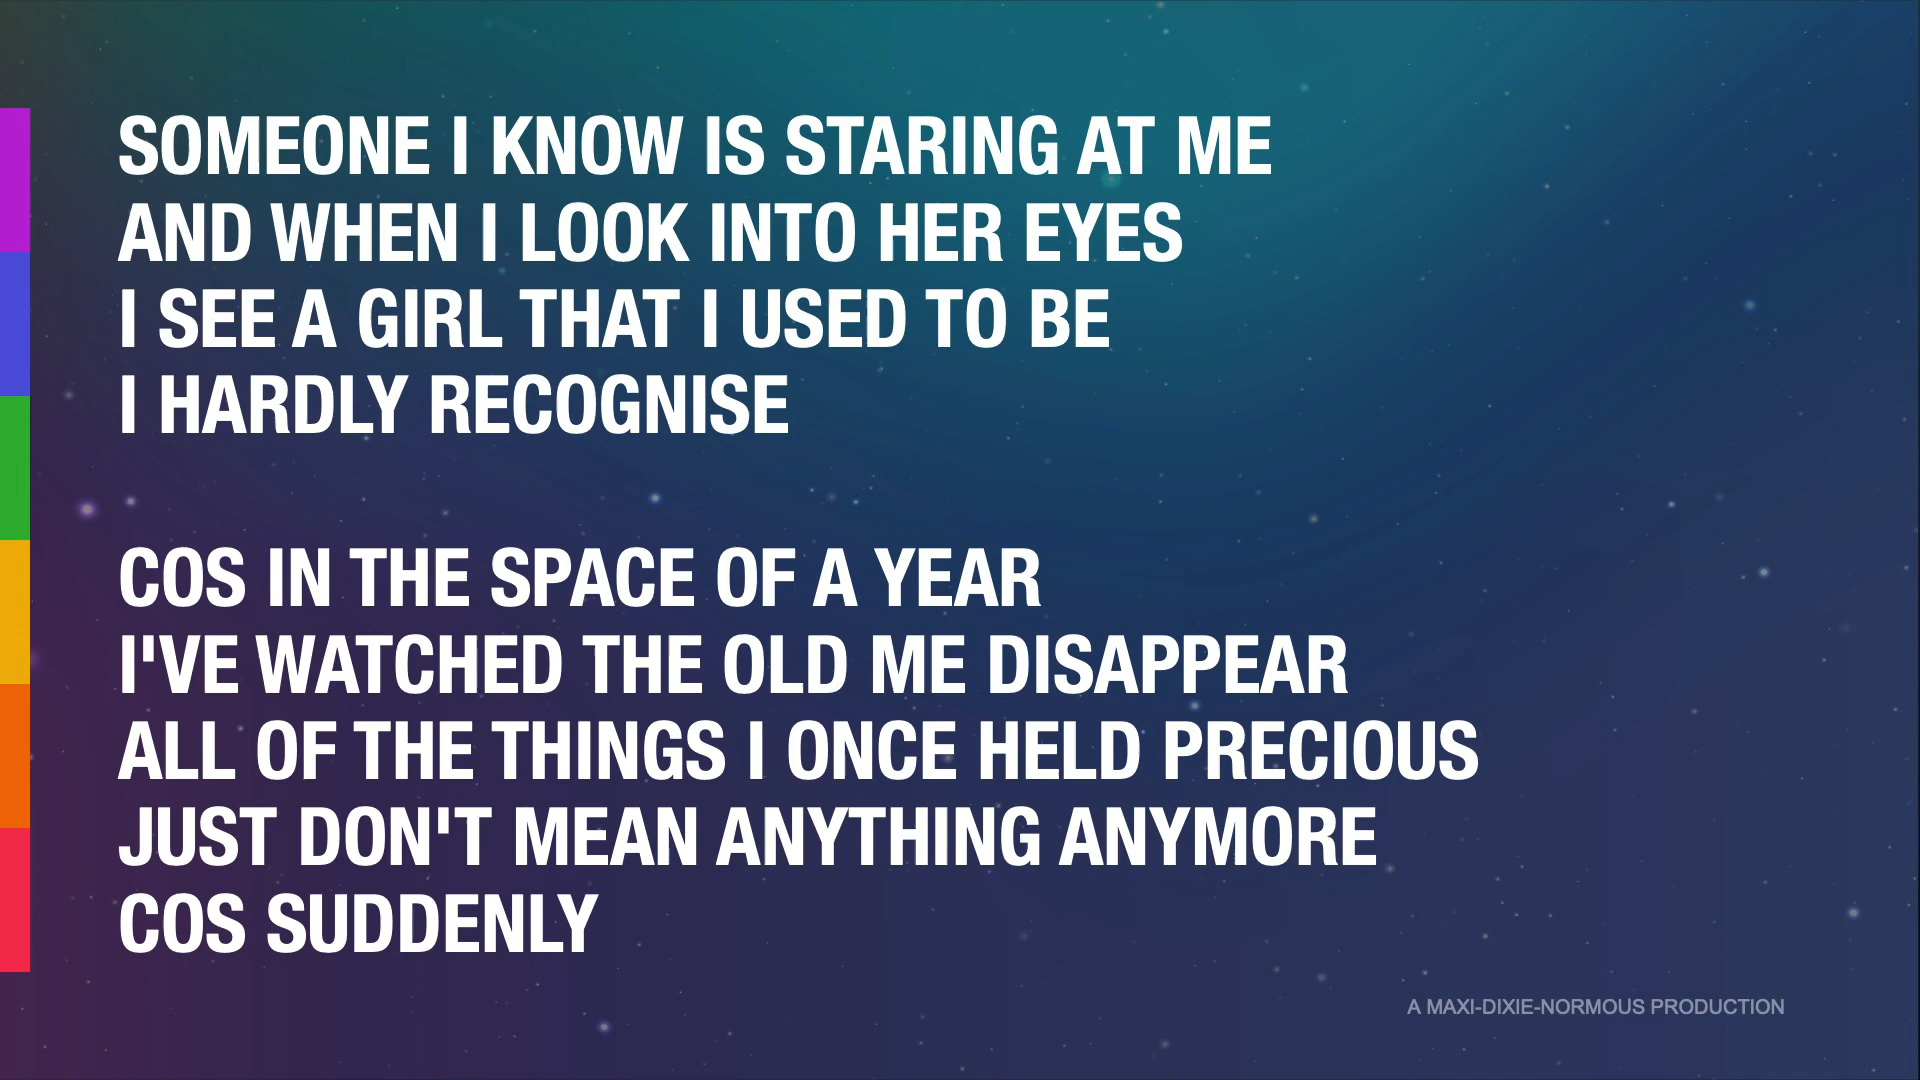 SOMEONE I KNOW IS STARING AT ME
AND WHEN I LOOK INTO HER EYES
I SEE A GIRL THAT I USED TO BE
I HARDLY RECOGNISE
COS IN THE SPACE OF A YEAR
I'VE WATCHED THE OLD ME DISAPPEAR
ALL OF THE THINGS I ONCE HELD PRECIOUS
JUST DON'T MEAN ANYTHING ANYMORE
COS SUDDENLY
A MAXI-DIXIE-NORMOUS PRODUCTION